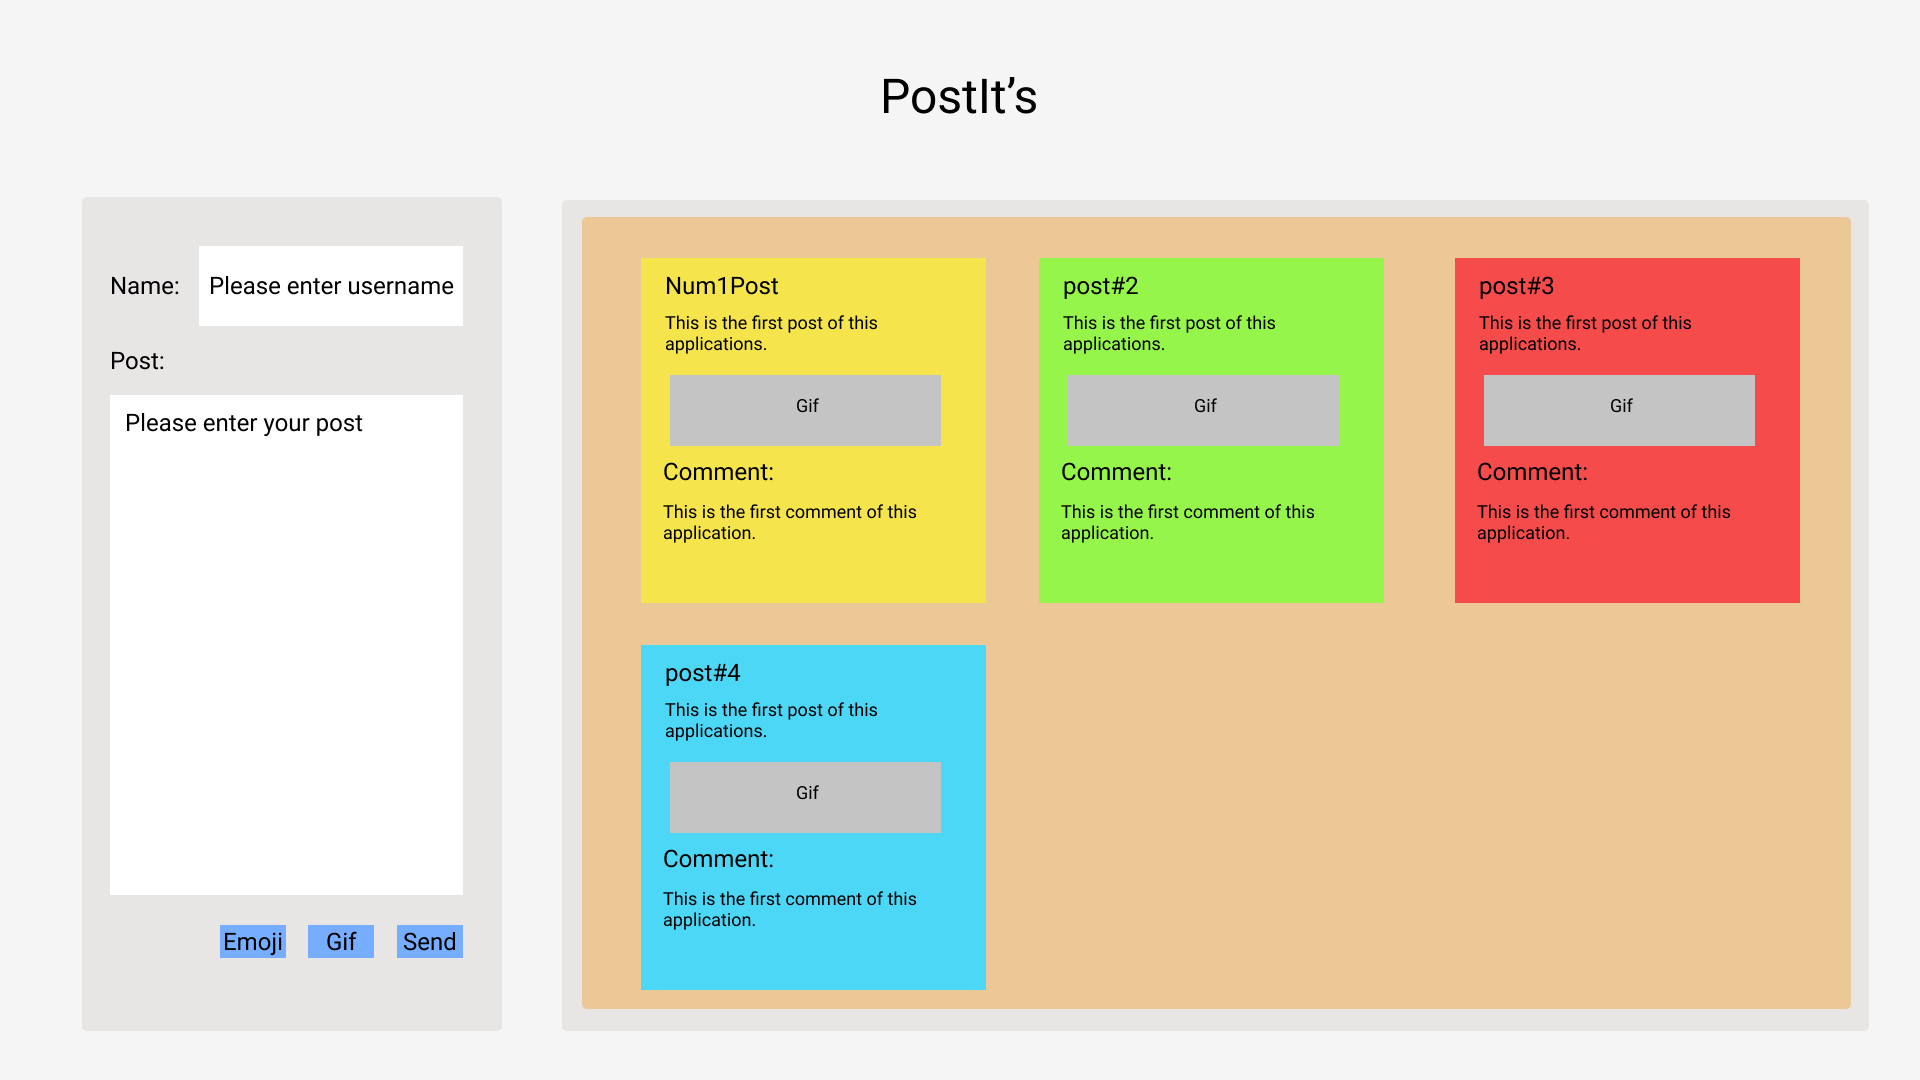 PostIt’s
Name:
Please enter username
Post:
Please enter your post
Emoji
Gif
Send
Num1Post
This is the first post of this
applications.
Gif
Comment:
This is the first comment of this
application.
post#2
This is the first post of this
applications.
Gif
Comment:
This is the first comment of this
application.
post#3
This is the first post of this
applications.
Gif
Comment:
This is the first comment of this
application.
post#4
This is the first post of this
applications.
Gif
Comment:
This is the first comment of this
application.